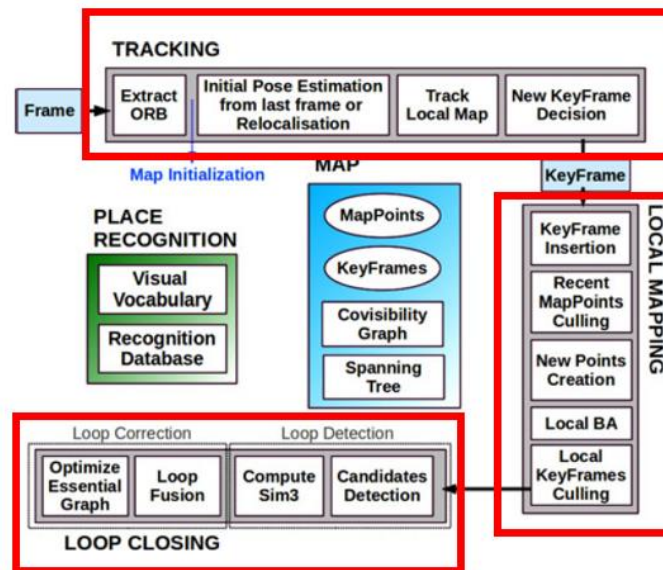 TRACKING
Frame
Extract
ORB
Initial Pose Estimation
from last frame or
Relocalisation
Track
Local Map
New KeyFrame
Decision
Map Initialization
MAP
KeyFrame
PLACE
RECOGNITION
Visual
Vocabulary
Recognition
Database
MapPoints
KeyFrames
Covisibility
Graph
Spanning
Tree
LOCAL MAPPING
KeyFrame
Insertion
Recent
MapPoints
Culling
New Points
Creation
Local BA
Local
KeyFrames
Culling
Loop Correction
Loop Detection
Optimize
Essential
Graph
Loop
Fusion
Compute
Sim3
Candidates
Detection
LOOP CLOSING